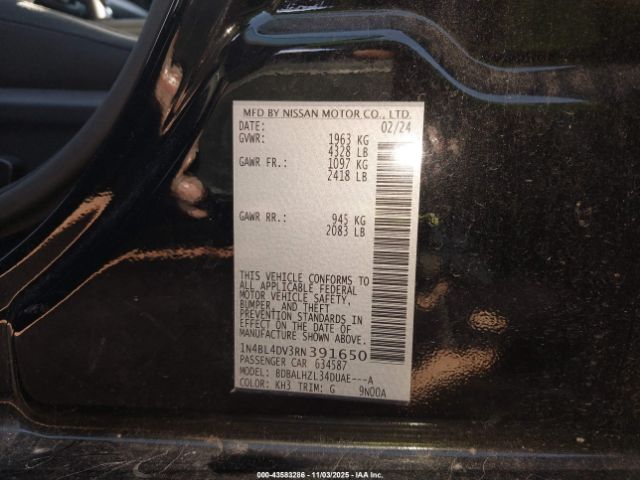 MFD BY NISSAN MOTOR CO., LTD.
DATE: 02/24
GVWR: 1963 KG
4328 LB
GAWR FR.: 1097 KG
2418 LB
GAWR RR.: 945 KG
2083 LB
THIS VEHICLE CONFORMS TO
ALL APPLICABLE FEDERAL
MOTOR VEHICLE SAFETY,
BUMPER, AND THEFT
PREVENTION STANDARDS IN
EFFECT ON THE DATE OF
MANUFACTURE SHOWN ABOVE.
1N4BL4DV3RN391650
PASSENGER CAR 634587
MODEL: BDBALHZL34DUAE---A
COLOR: KH3 TRIM: G 9N00A
000-43583286 - 11/03/2025 - IAA Inc.